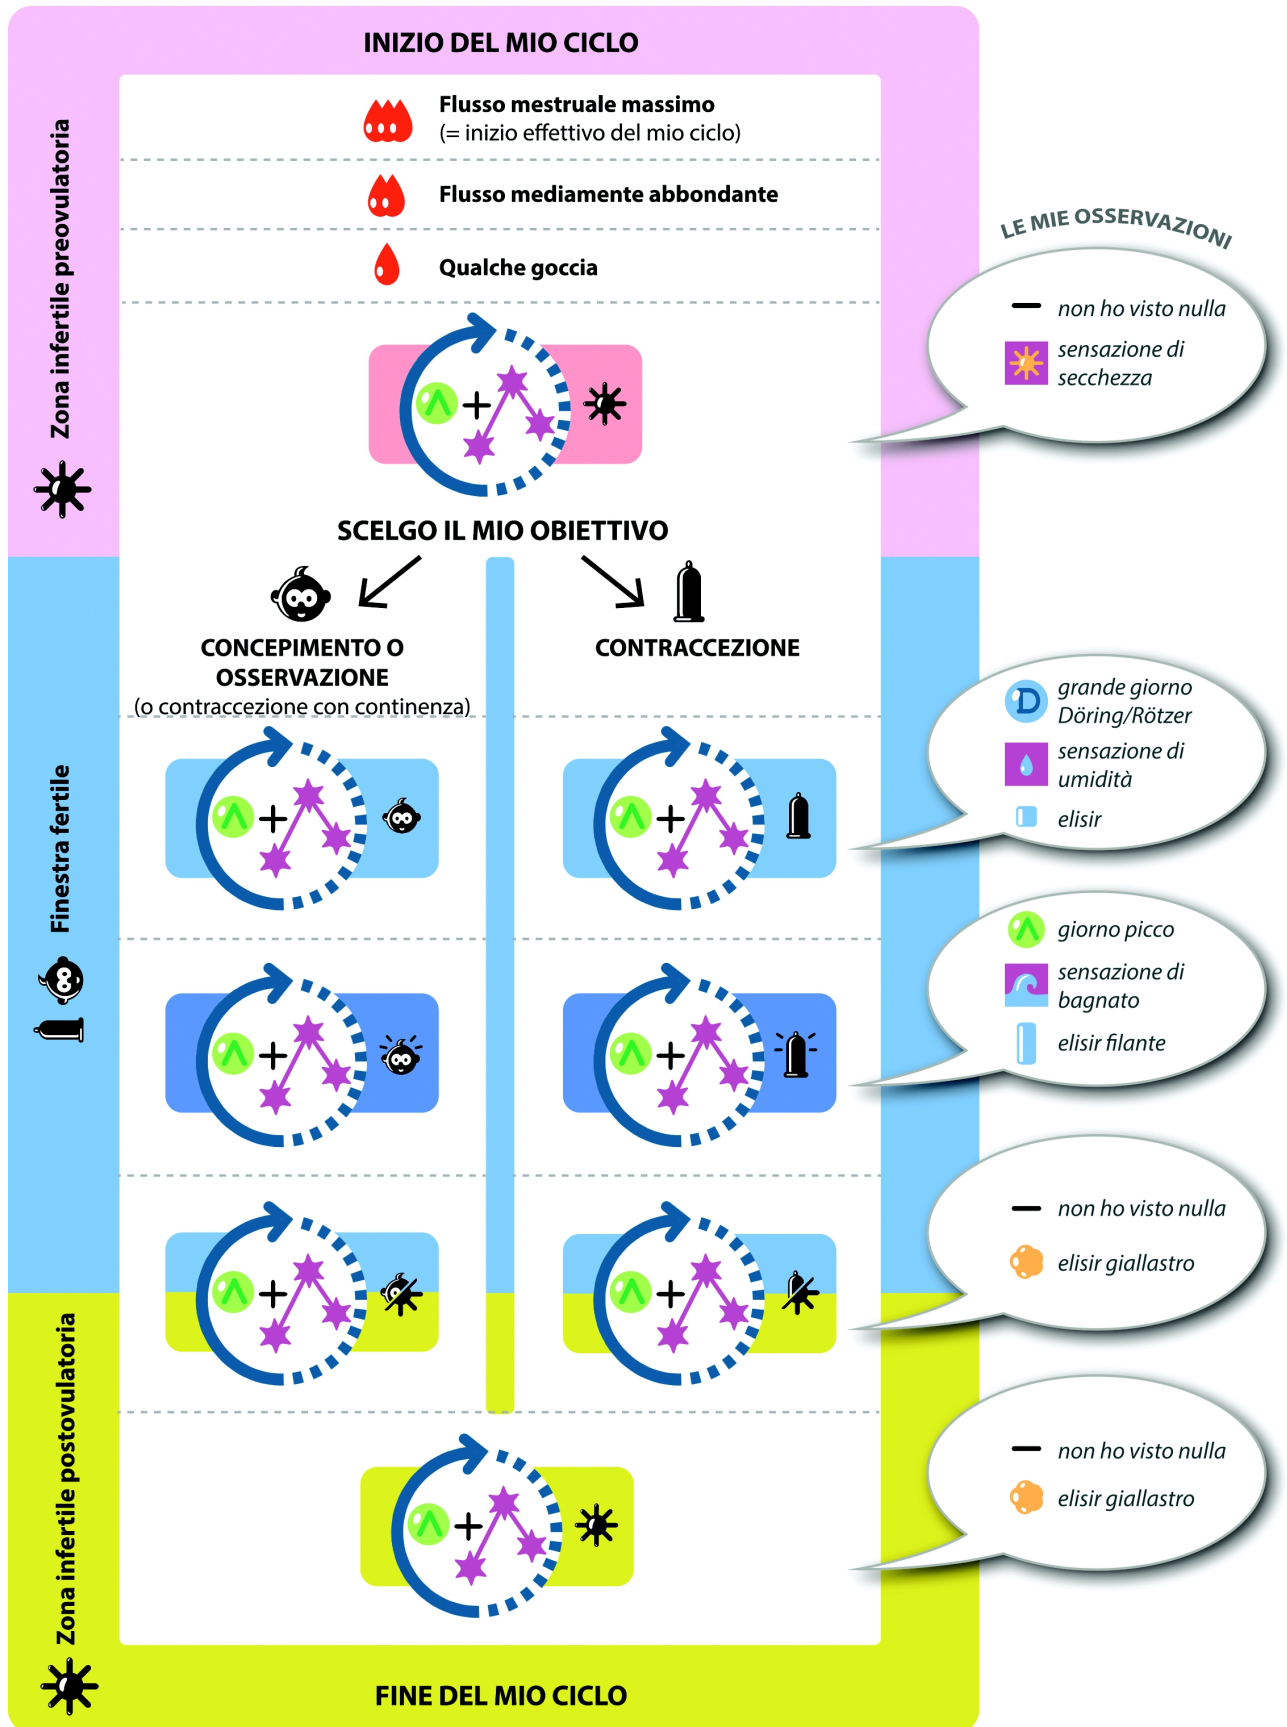 INIZIO DEL MIO CICLO
Flusso mestruale massimo
(= inizio effettivo del mio ciclo)
Flusso mediamente abbondante
Qualche goccia
Zona infertile preovulatoria
LE MIE OSSERVAZIONI
non ho visto nulla
sensazione di
secchezza
SCELGO IL MIO OBIETTIVO
CONCEPIMENTO O
OSSERVAZIONE
(o contraccezione con continenza)
CONTRACCEZIONE
Finestra fertile
D
grande giorno
Döring/Rötzer
sensazione di
umidità
elisir
giorno picco
sensazione di
bagnato
elisir filante
non ho visto nulla
elisir giallastro
Zona infertile postovulatoria
non ho visto nulla
elisir giallastro
FINE DEL MIO CICLO